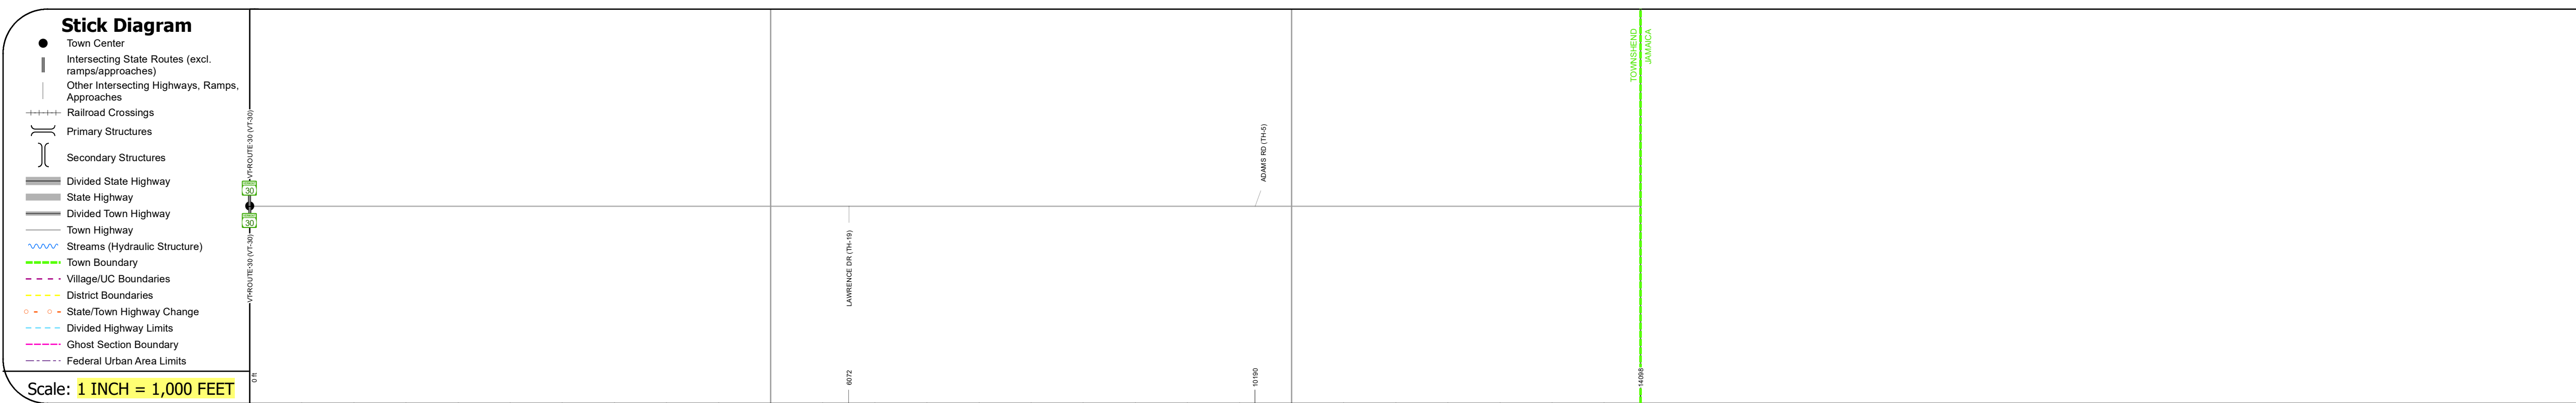 Stick Diagram
Town Center
Intersecting State Routes (excl.
ramps/approaches)
Other Intersecting Highways, Ramps,
Approaches
Railroad Crossings
Primary Structures
Secondary Structures
Divided State Highway
State Highway
Divided Town Highway
Town Highway
Streams (Hydraulic Structure)
Town Boundary
Village/UC Boundaries
District Boundaries
State/Town Highway Change
Divided Highway Limits
Ghost Section Boundary
Federal Urban Area Limits
Scale: 1 INCH = 1,000 FEET
VT-ROUTE-30 (VT-30)
30
30
VT-ROUTE-30 (VT-30)
0 ft
LAWRENCE DR (TH-19)
6072
ADAMS RD (TH-5)
10190
TOWNSHEND
JAMAICA
14098